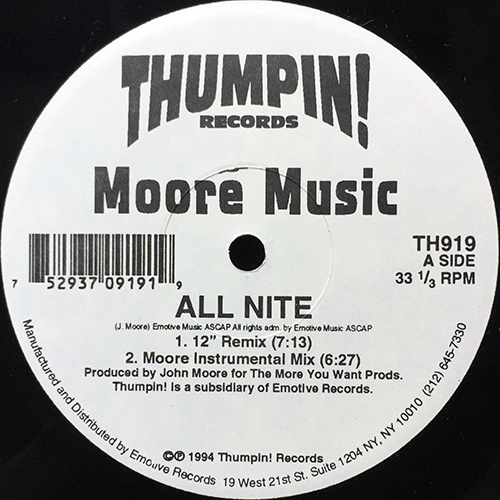 THUMPIN!
RECORDS
Moore Music
TH919
A SIDE
33 1/3 RPM
7 52937 09191 9
ALL NITE
(J. Moore) Emotive Music ASCAP All rights adm. by Emotive Music ASCAP
1. 12" Remix (7:13)
2. Moore Instrumental Mix (6:27)
Produced by John Moore for The More You Want Prods.
Thumpin! is a subsidiary of Emotive Records.
©℗ 1994 Thumpin! Records
Manufactured and Distributed by Emotive Records 19 West 21st St. Suite 1204 NY, NY 10010 (212) 645-7330